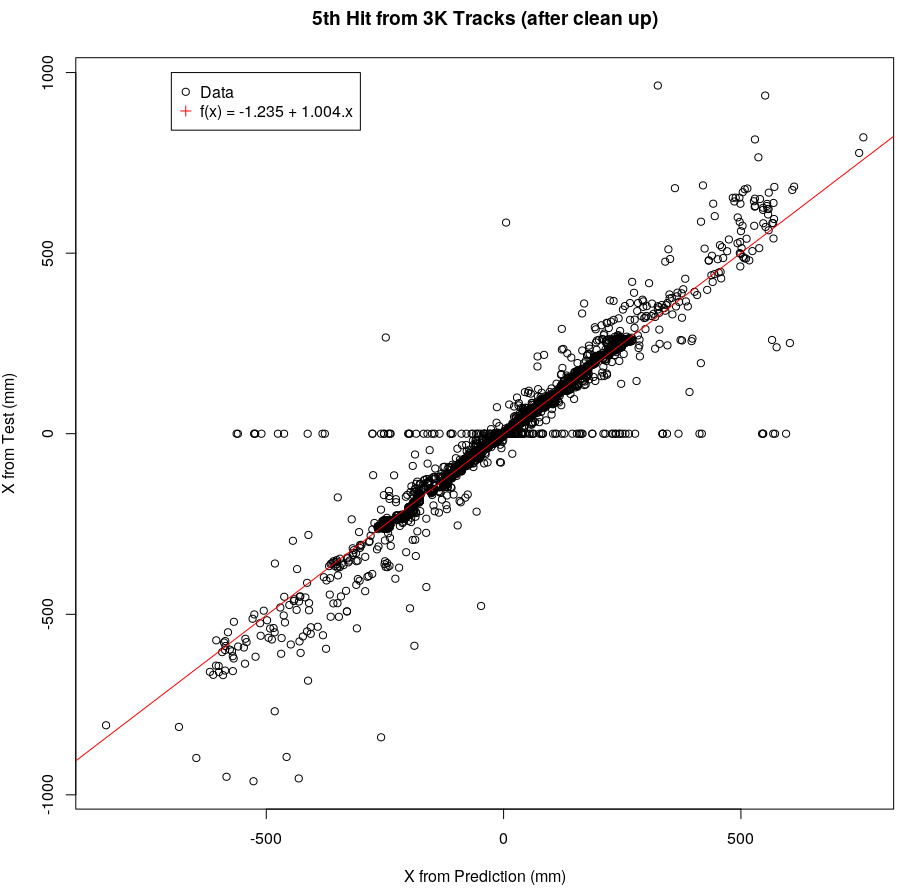 5th Hit from 3K Tracks (after clean up)
Data
f(x) = -1.235 + 1.004.x
1000
500
0
-500
-1000
X from Test (mm)
-500 0 500
X from Prediction (mm)